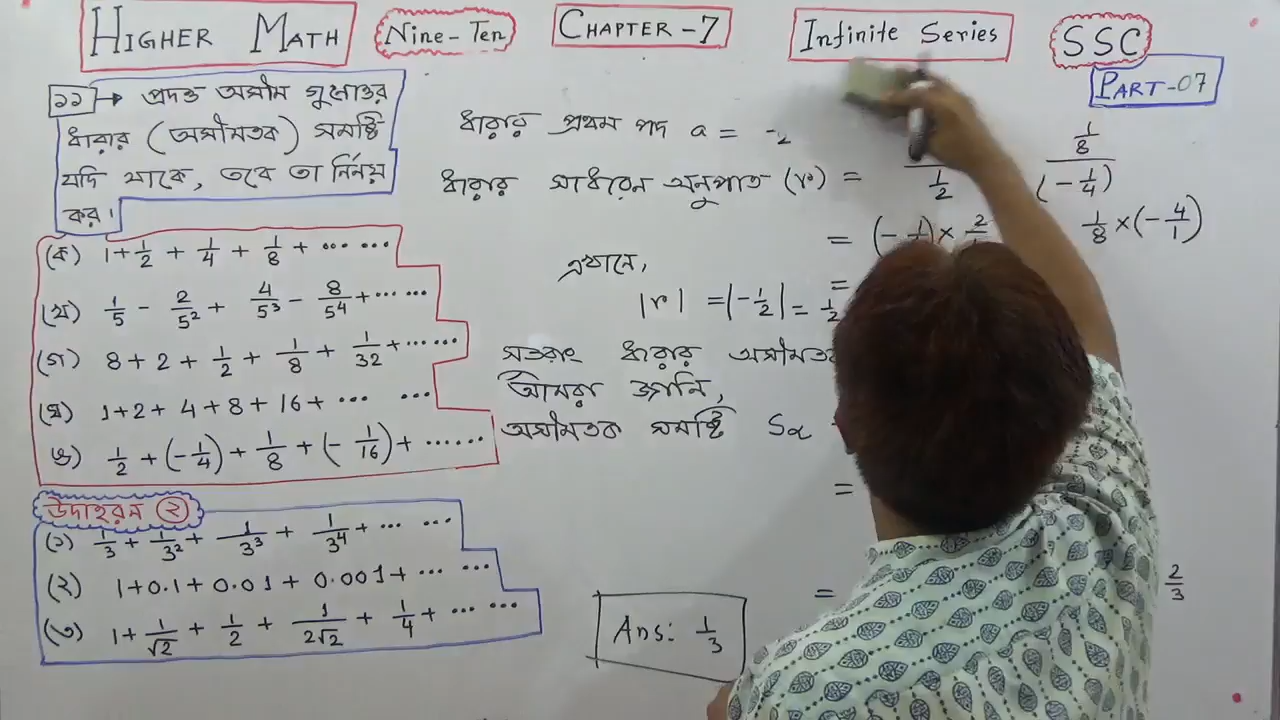 HIGHER MATH
Nine-Ten
CHAPTER-7
Infinite Series
SSC
PART-07
১১→ প্রদত্ত অসীম গুণোত্তর
ধারার (অসীমতক) সমষ্টি
যদি থাকে, তবে তা নির্নয়
কর।
(ক) 1 + 1/2 + 1/4 + 1/8 + ... ...
(খ) 1/5 - 2/5² + 4/5³ - 8/5⁴ + ... ...
(গ) 8 + 2 + 1/2 + 1/8 + 1/32 + ... ...
(ঘ) 1 + 2 + 4 + 8 + 16 + ... ...
(ঙ) 1/2 + (-1/4) + 1/8 + (-1/16) + ... ...
উদাহরন ২
(১) 1/3 + 1/3² + 1/3³ + 1/3⁴ + ... ...
(২) 1 + 0.1 + 0.01 + 0.001 + ... ...
(৩) 1 + 1/√2 + 1/2 + 1/2√2 + 1/4 + ... ...
ধারার প্রথম পদ a =
ধারার সাধারন অনুপাত (r) =
1/2
1/8 / (-1/4)
= (-1/4) × 2
1/8 × (-4/1)
এখানে,
=
|r| = |-1/2| = 1/2
সুতরাং ধারার
আমরা জানি,
অসীমতক সমষ্টি S∝
=
=
2/3
Ans: 1/3